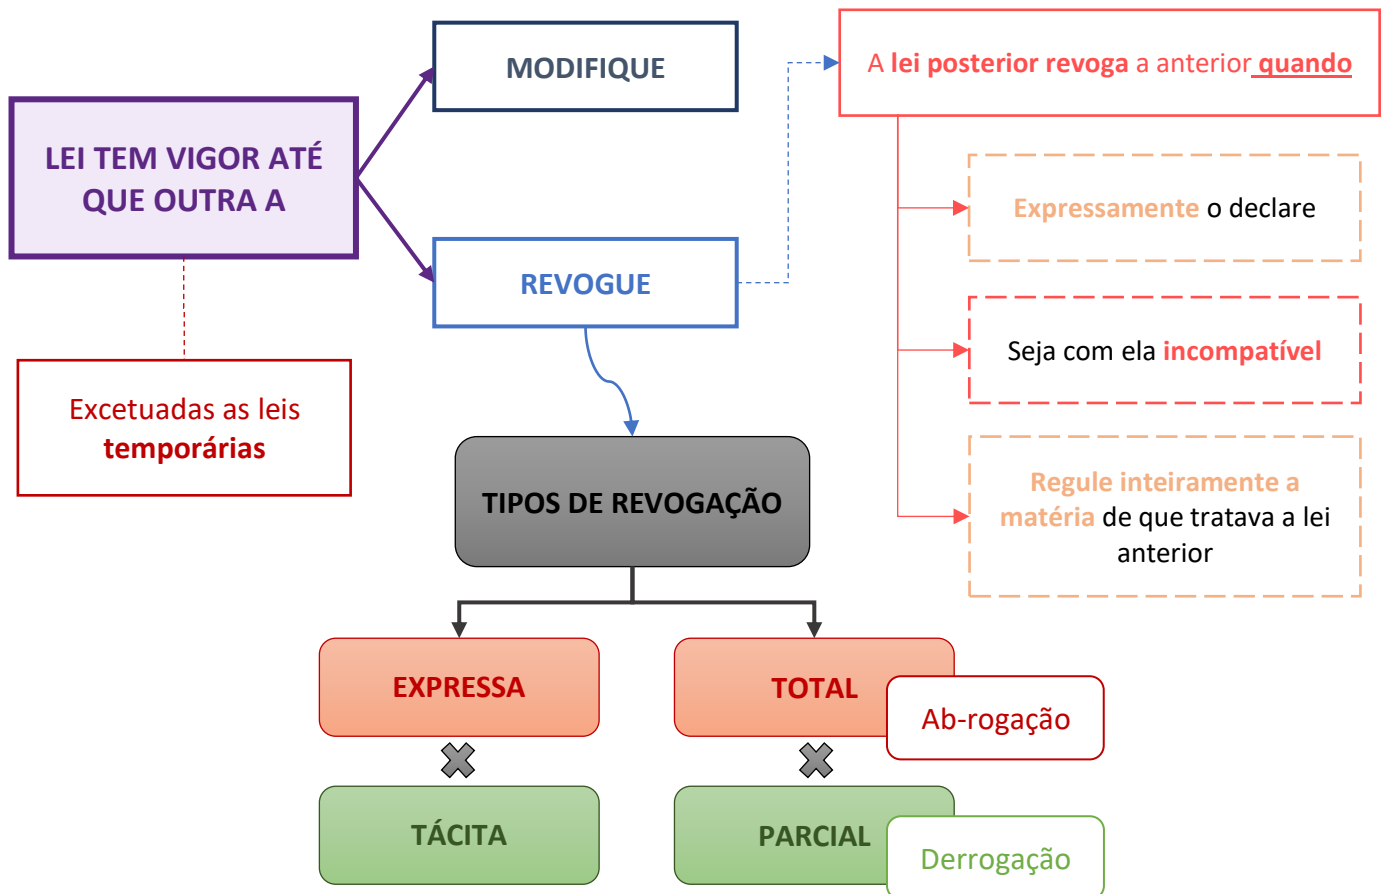 LEI TEM VIGOR ATÉ
QUE OUTRA A
MODIFIQUE
REVOGUE
Excetuadas as leis
temporárias
A lei posterior revoga a anterior quando
Expressamente o declare
Seja com ela incompatível
Regule inteiramente a
matéria de que tratava a lei
anterior
TIPOS DE REVOGAÇÃO
EXPRESSA
TÁCITA
TOTAL
Ab-rogação
PARCIAL
Derrogação